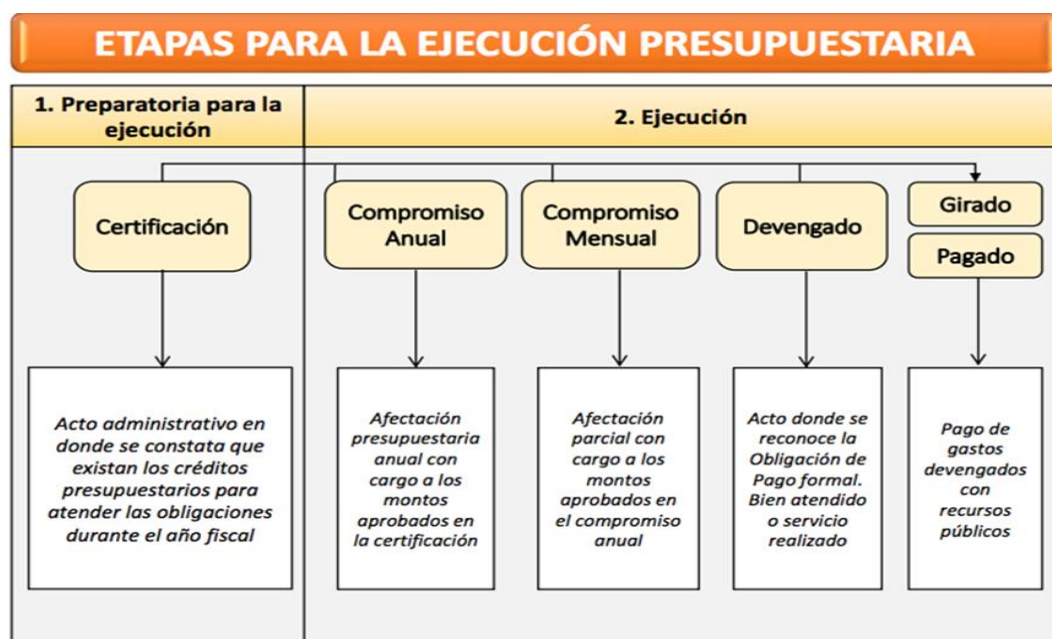 ETAPAS PARA LA EJECUCIÓN PRESUPUESTARIA
1. Preparatoria para la
ejecución
2. Ejecución
Certificación
Compromiso
Anual
Compromiso
Mensual
Devengado
Girado
Pagado
Acto administrativo en
donde se constata que
existan los créditos
presupuestarios para
atender las obligaciones
durante el año fiscal
Afectación
presupuestaria
anual con
cargo a los
montos
aprobados en
la certificación
Afectación
parcial con
cargo a los
montos
aprobados en
el compromiso
anual
Acto donde se
reconoce la
Obligación de
Pago formal.
Bien atendido
o servicio
realizado
Pago de
gastos
devengados
con
recursos
públicos